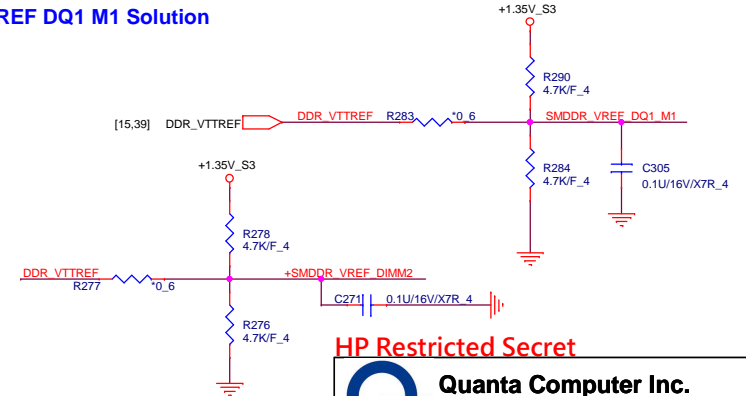 REF DQ1 M1 Solution
+1.35V_S3
R290
4.7K/F_4
[15,39] DDR_VTTREF
DDR_VTTREF
R283
*0_6
SMDDR_VREF_DQ1_M1
R284
4.7K/F_4
C305
0.1U/16V/X7R_4
+1.35V_S3
R278
4.7K/F_4
DDR_VTTREF
R277
*0_6
+SMDDR_VREF_DIMM2
C271
0.1U/16V/X7R_4
R276
4.7K/F_4
HP Restricted Secret
Quanta Computer Inc.